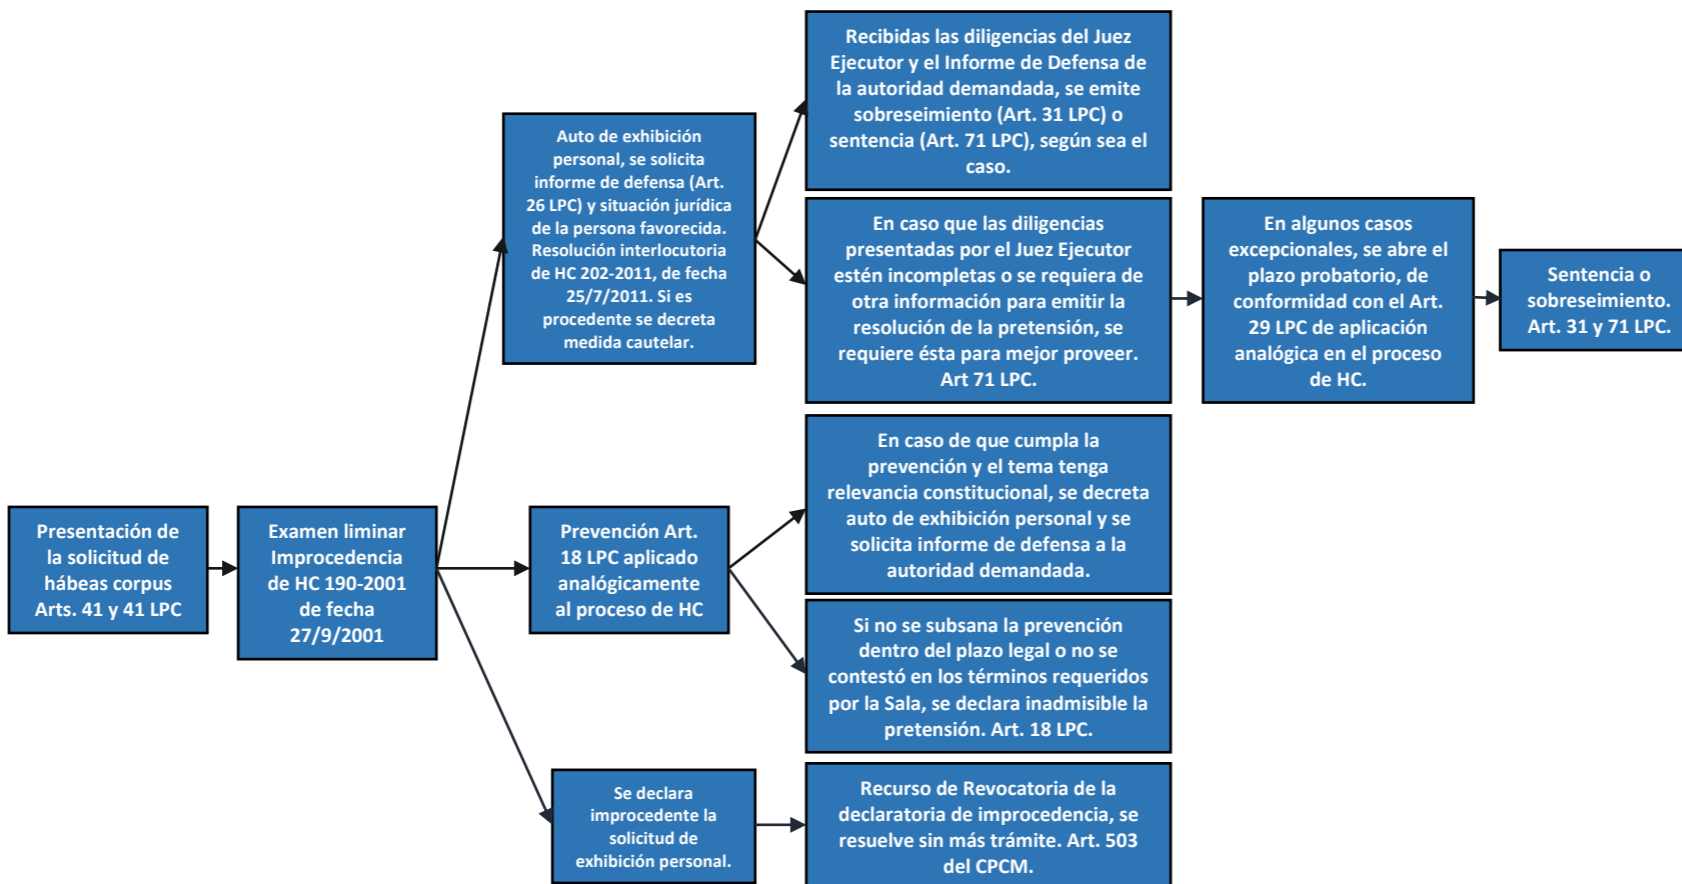 Presentación de
la solicitud de
hábeas corpus
Arts. 41 y 41 LPC
Examen liminar
Improcedencia
de HC 190-2001
de fecha
27/9/2001
Auto de exhibición
personal, se solicita
informe de defensa (Art.
26 LPC) y situación jurídica
de la persona favorecida.
Resolución interlocutoria
de HC 202-2011, de fecha
25/7/2011. Si es
procedente se decreta
medida cautelar.
Recibidas las diligencias del Juez
Ejecutor y el Informe de Defensa de
la autoridad demandada, se emite
sobreseimiento (Art. 31 LPC) o
sentencia (Art. 71 LPC), según sea el
caso.
En caso que las diligencias
presentadas por el Juez Ejecutor
estén incompletas o se requiera de
otra información para emitir la
resolución de la pretensión, se
requiere ésta para mejor proveer.
Art 71 LPC.
En algunos casos
excepcionales, se abre el
plazo probatorio, de
conformidad con el Art.
29 LPC de aplicación
analógica en el proceso
de HC.
Sentencia o
sobreseimiento.
Art. 31 y 71 LPC.
Prevención Art.
18 LPC aplicado
analógicamente
al proceso de HC
En caso de que cumpla la
prevención y el tema tenga
relevancia constitucional, se decreta
auto de exhibición personal y se
solicita informe de defensa a la
autoridad demandada.
Si no se subsana la prevención
dentro del plazo legal o no se
contestó en los términos requeridos
por la Sala, se declara inadmisible la
pretensión. Art. 18 LPC.
Se declara
improcedente la
solicitud de
exhibición personal.
Recurso de Revocatoria de la
declaratoria de improcedencia, se
resuelve sin más trámite. Art. 503
del CPCM.